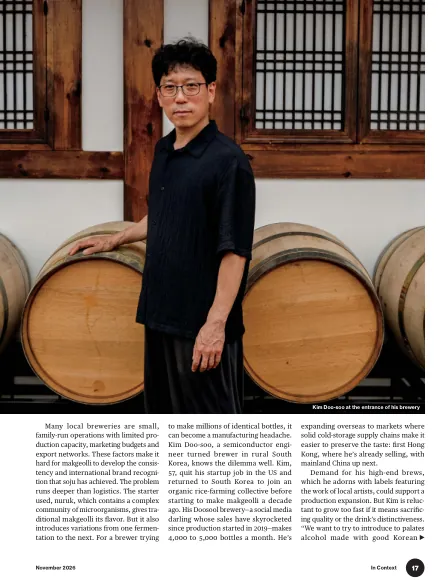 Kim Doo-soo at the entrance of his brewery
Many local breweries are small,
family-run operations with limited pro-
duction capacity, marketing budgets and
export networks. These factors make it
hard for makgeolli to develop the consis-
tency and international brand recogni-
tion that soju has achieved. The problem
runs deeper than logistics. The starter
used, nuruk, which contains a complex
community of microorganisms, gives tra-
ditional makgeolli its flavor. But it also
introduces variations from one fermen-
tation to the next. For a brewer trying
to make millions of identical bottles, it
can become a manufacturing headache.
Kim Doo-soo, a semiconductor engi-
neer turned brewer in rural South
Korea, knows the dilemma well. Kim,
57, quit his startup job in the US and
returned to South Korea to join an
organic rice-farming collective before
starting to make makgeolli a decade
ago. His Doosool brewery—a social media
darling whose sales have skyrocketed
since production started in 2019—makes
4,000 to 5,000 bottles a month. He's
expanding overseas to markets where
solid cold-storage supply chains make it
easier to preserve the taste: first Hong
Kong, where he's already selling, with
mainland China up next.
Demand for his high-end brews,
which he adorns with labels featuring
the work of local artists, could support a
production expansion. But Kim is reluc-
tant to grow too fast if it means sacrific-
ing quality or the drink's distinctiveness.
"We want to try to introduce to palates
alcohol made with good Korean ▶
November 2025
In Context
17